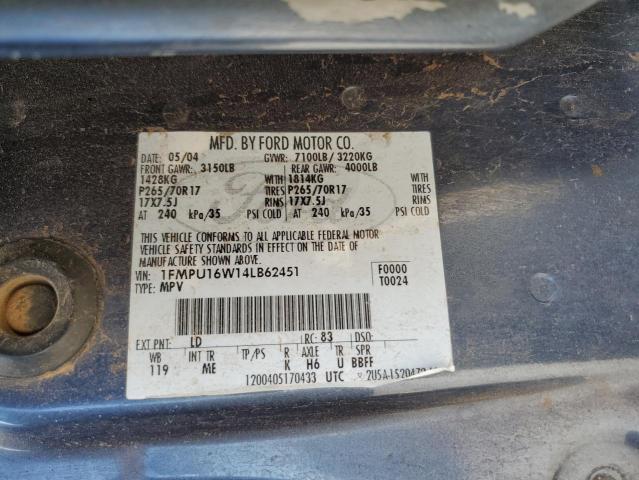 MFD. BY FORD MOTOR CO.
DATE: 05/04 GVWR: 7100LB/ 3220KG
FRONT GAWR: 3150LB REAR GAWR: 4000LB
1428KG WITH 1814KG WITH
P265/70R17 TIRES P265/70R17 TIRES
17X7.5J RIMS 17X7.5J RIMS
AT 240 kPa/35 PSI COLD AT 240 kPa/35 PSI COLD
THIS VEHICLE CONFORMS TO ALL APPLICABLE FEDERAL MOTOR
VEHICLE SAFETY STANDARDS IN EFFECT ON THE DATE OF
MANUFACTURE SHOWN ABOVE.
VIN: 1FMPU16W14LB62451 F0000
TYPE: MPV T0024
EXT PNT: LD RC: 83 DSO:
WB INT TR TP/PS R AXLE TR SPR
119 ME K H6 U BBFF
1200405170433 UTC